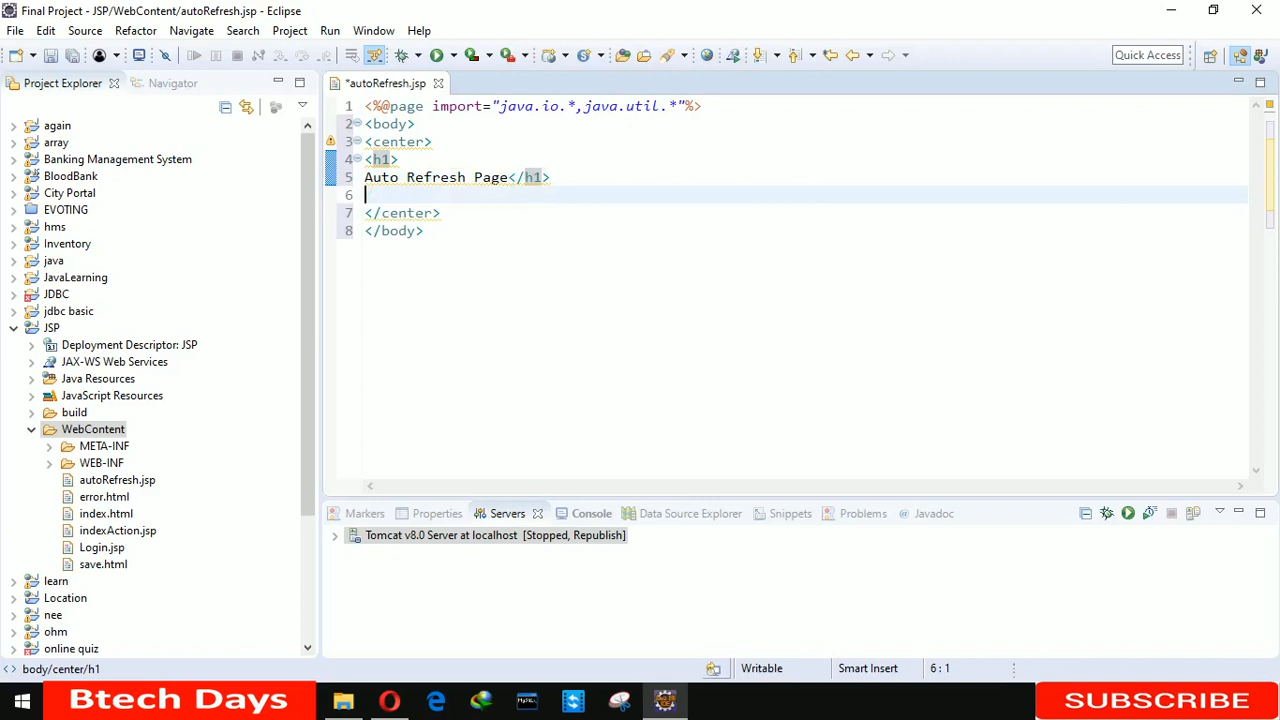 Final Project - JSP/WebContent/autoRefresh.jsp - Eclipse
File Edit Source Refactor Navigate Search Project Run Window Help
Quick Access
Project Explorer Navigator
*autoRefresh.jsp
again
array
Banking Management System
BloodBank
City Portal
EVOTING
hms
Inventory
java
JavaLearning
JDBC
jdbc basic
JSP
Deployment Descriptor: JSP
JAX-WS Web Services
Java Resources
JavaScript Resources
build
WebContent
META-INF
WEB-INF
autoRefresh.jsp
error.html
index.html
indexAction.jsp
Login.jsp
save.html
learn
Location
nee
ohm
online quiz
1 <%@page import="java.io.*,java.util.*"%>
2 <body>
3 <center>
4 <h1>
5 Auto Refresh Page</h1>
6
7 </center>
8 </body>
Markers Properties Servers Console Data Source Explorer Snippets Problems Javadoc
Tomcat v8.0 Server at localhost [Stopped, Republish]
body/center/h1
Writable Smart Insert 6 : 1
Btech Days
SUBSCRIBE